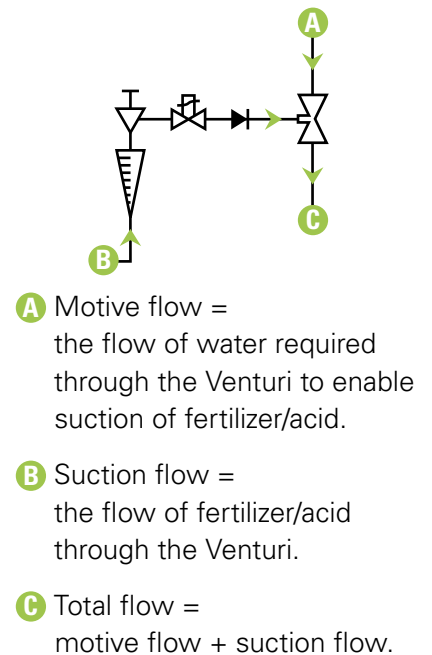 A
B
C
A Motive flow =
the flow of water required
through the Venturi to enable
suction of fertilizer/acid.
B Suction flow =
the flow of fertilizer/acid
through the Venturi.
C Total flow =
motive flow + suction flow.